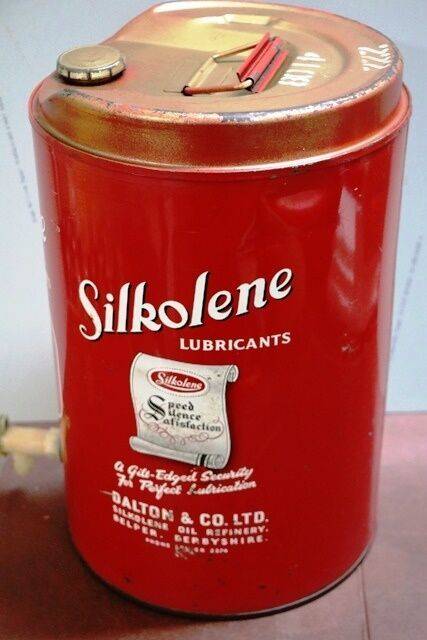 Silkolene
LUBRICANTS
Silkolene
Speed
Silence
Satisfaction
A Gilt-Edged Security
For Perfect Lubrication
DALTON & CO. LTD.
SILKOLENE OIL REFINERY.
BELPER. DERBYSHIRE.
PHONE